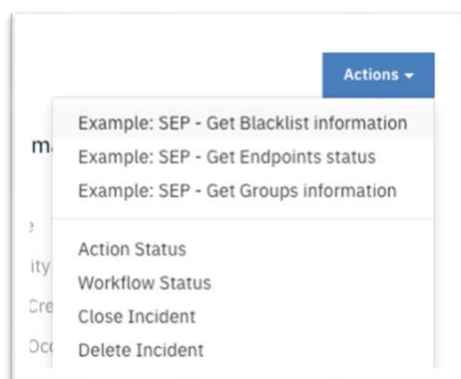 Actions
Example: SEP - Get Blacklist information
Example: SEP - Get Endpoints status
Example: SEP - Get Groups information
Action Status
Workflow Status
Close Incident
Delete Incident